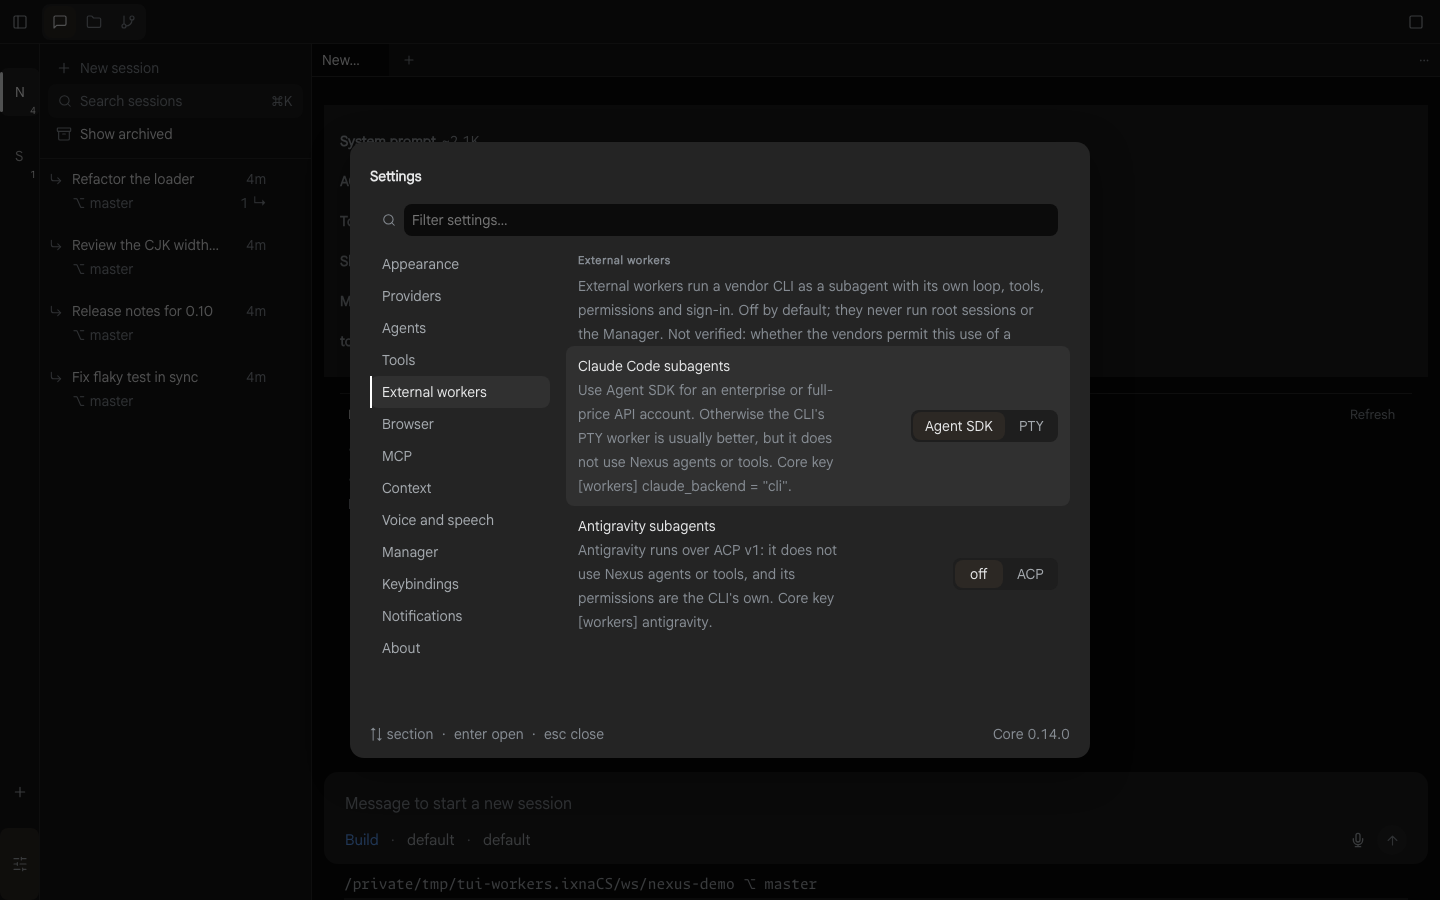 New...
N
4
S
1
New session
Search sessions ⌘K
Show archived
Refactor the loader 4m
master 1
Review the CJK width... 4m
master
Release notes for 0.10 4m
master
Fix flaky test in sync 4m
master
System prompt ~2.1K
Refresh
Settings
Filter settings...
Appearance
Providers
Agents
Tools
External workers
Browser
MCP
Context
Voice and speech
Manager
Keybindings
Notifications
About
External workers
External workers run a vendor CLI as a subagent with its own loop, tools,
permissions and sign-in. Off by default; they never run root sessions or
the Manager. Not verified: whether the vendors permit this use of a
Claude Code subagents
Use Agent SDK for an enterprise or full-
price API account. Otherwise the CLI's
PTY worker is usually better, but it does
not use Nexus agents or tools. Core key
[workers] claude_backend = "cli".
Agent SDK PTY
Antigravity subagents
Antigravity runs over ACP v1: it does not
use Nexus agents or tools, and its
permissions are the CLI's own. Core key
[workers] antigravity.
off ACP
↑↓ section · enter open · esc close
Core 0.14.0
Message to start a new session
Build · default · default
/private/tmp/tui-workers.ixnaCS/ws/nexus-demo ⌥ master